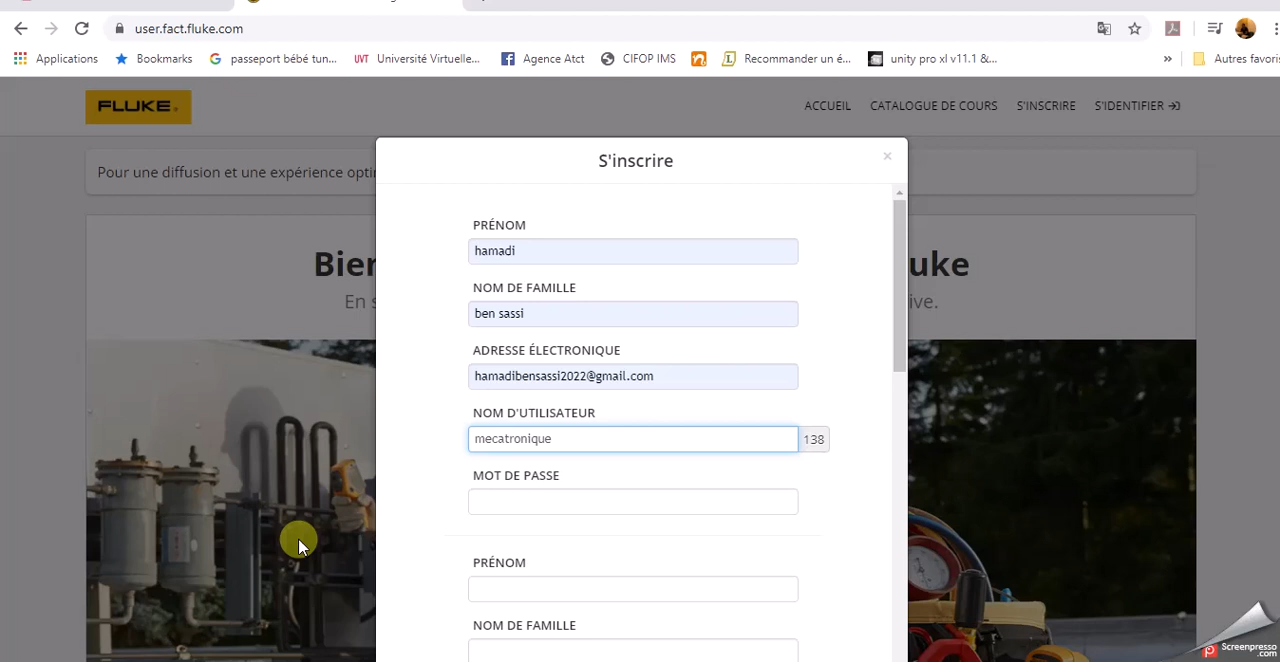 user.fact.fluke.com
Applications Bookmarks passeport bébé tun... UVT Université Virtuelle... Agence Atct CIFOP IMS Recommander un é... unity pro xl v11.1 &... » Autres favoris
FLUKE® ACCUEIL CATALOGUE DE COURS S'INSCRIRE S'IDENTIFIER
S'inscrire ×
Pour une diffusion et une expérience opti
PRÉNOM
hamadi
Bien uke
NOM DE FAMILLE
En s ive.
ben sassi
ADRESSE ÉLECTRONIQUE
hamadibensassi2022@gmail.com
NOM D'UTILISATEUR
mecatronique 138
MOT DE PASSE
PRÉNOM
NOM DE FAMILLE
Screenpresso
.com